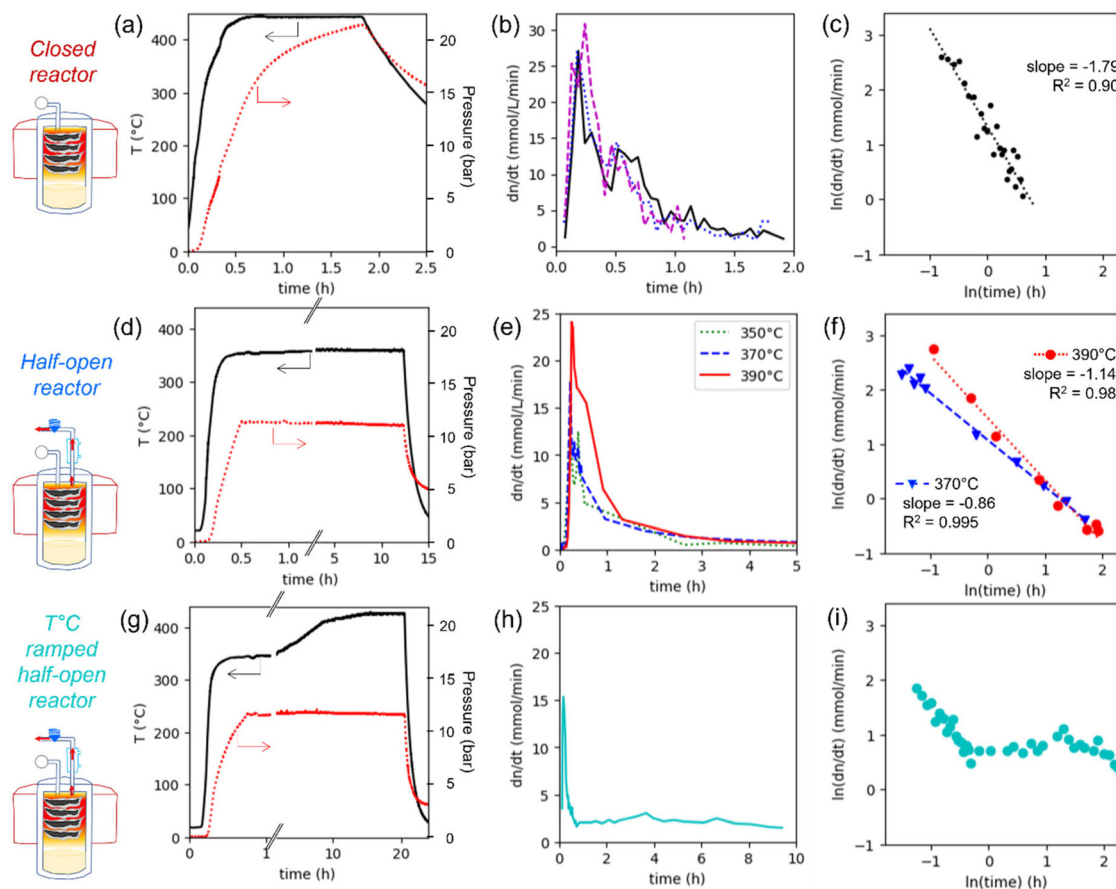 Closed
reactor
(a)
400
300
200
100
0
T (°C)
20
15
10
5
0
Pressure (bar)
0.0 0.5 1.0 1.5 2.0 2.5
time (h)
(b)
30
25
20
15
10
5
0
dn/dt (mmol/L/min)
0.0 0.5 1.0 1.5 2.0
time (h)
(c)
slope = -1.79
R² = 0.90
3
2
1
0
−1
ln(dn/dt) (mmol/min)
−1 0 1 2
ln(time) (h)
Half-open
reactor
(d)
400
300
200
100
0
T (°C)
20
15
10
5
0
Pressure (bar)
0.0 0.5 1.0 5 10 15
time (h)
(e)
350°C
370°C
390°C
25
20
15
10
5
0
dn/dt (mmol/L/min)
0 1 2 3 4 5
time (h)
(f)
390°C
slope = -1.14
R² = 0.98
370°C
slope = -0.86
R² = 0.995
3
2
1
0
−1
ln(dn/dt) (mmol/min)
−1 0 1 2
ln(time) (h)
T°C
ramped
half-open
reactor
(g)
400
300
200
100
0
T (°C)
20
15
10
5
0
Pressure (bar)
0 1 10 20
time (h)
(h)
25
20
15
10
5
0
dn/dt (mmol/L/min)
0 2 4 6 8 10
time (h)
(i)
3
2
1
0
−1
ln(dn/dt) (mmol/min)
−1 0 1 2
ln(time) (h)